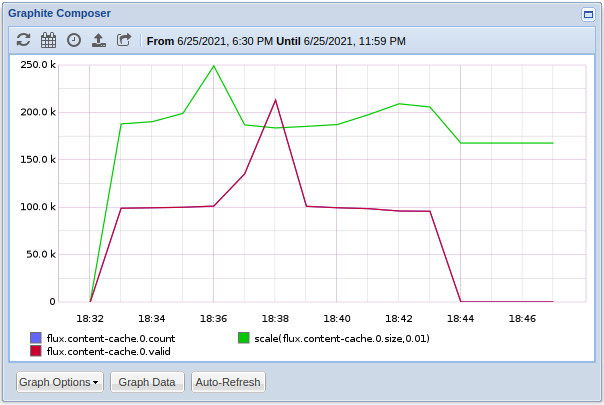 Graphite Composer
From 6/25/2021, 6:30 PM Until 6/25/2021, 11:59 PM
250.0 k
200.0 k
150.0 k
100.0 k
50.0 k
0
18:32 18:34 18:36 18:38 18:40 18:42 18:44 18:46
flux.content-cache.0.count scale(flux.content-cache.0.size,0.01)
flux.content-cache.0.valid
Graph Options Graph Data Auto-Refresh